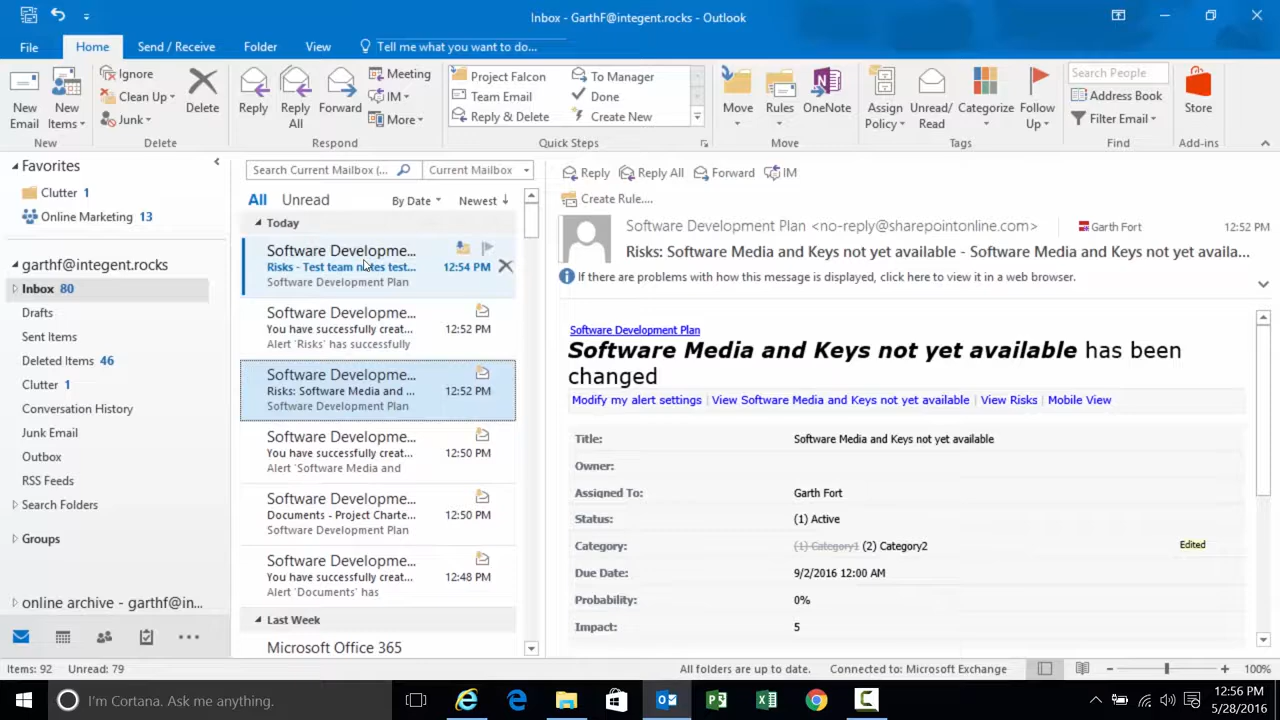 Inbox - GarthF@integent.rocks - Outlook
File Home Send / Receive Folder View Tell me what you want to do...
New Email
New Items
Ignore
Clean Up
Junk
Delete
Reply
Reply All
Forward
Meeting
IM
More
Project Falcon
Team Email
Reply & Delete
To Manager
Done
Create New
Move
Rules
OneNote
Assign Policy
Unread/ Read
Categorize
Follow Up
Search People
Address Book
Filter Email
Store
New Delete Respond Quick Steps Move Tags Find Add-ins
Favorites
Clutter 1
Online Marketing 13
garthf@integent.rocks
Inbox 80
Drafts
Sent Items
Deleted Items 46
Clutter 1
Conversation History
Junk Email
Outbox
RSS Feeds
Search Folders
Groups
online archive - garthf@in...
Search Current Mailbox (... Current Mailbox
All Unread By Date Newest
Today
Software Developme...
Risks - Test team notes test... 12:54 PM
Software Development Plan
Software Developme...
You have successfully creat... 12:52 PM
Alert 'Risks' has successfully
Software Developme...
Risks: Software Media and ... 12:52 PM
Software Development Plan
Software Developme...
You have successfully creat... 12:50 PM
Alert 'Software Media and
Software Developme...
Documents - Project Charte... 12:50 PM
Software Development Plan
Software Developme...
You have successfully creat... 12:48 PM
Alert 'Documents' has
Last Week
Microsoft Office 365
Reply Reply All Forward IM
Create Rule....
Software Development Plan <no-reply@sharepointonline.com> Garth Fort 12:52 PM
Risks: Software Media and Keys not yet available - Software Media and Keys not yet availa...
If there are problems with how this message is displayed, click here to view it in a web browser.
Software Development Plan
Software Media and Keys not yet available has been
changed
Modify my alert settings | View Software Media and Keys not yet available | View Risks | Mobile View
Title: Software Media and Keys not yet available
Owner:
Assigned To: Garth Fort
Status: (1) Active
Category: (1) Category1 (2) Category2 Edited
Due Date: 9/2/2016 12:00 AM
Probability: 0%
Impact: 5
Items: 92 Unread: 79 All folders are up to date. Connected to: Microsoft Exchange 100%
I'm Cortana. Ask me anything.
12:56 PM
5/28/2016